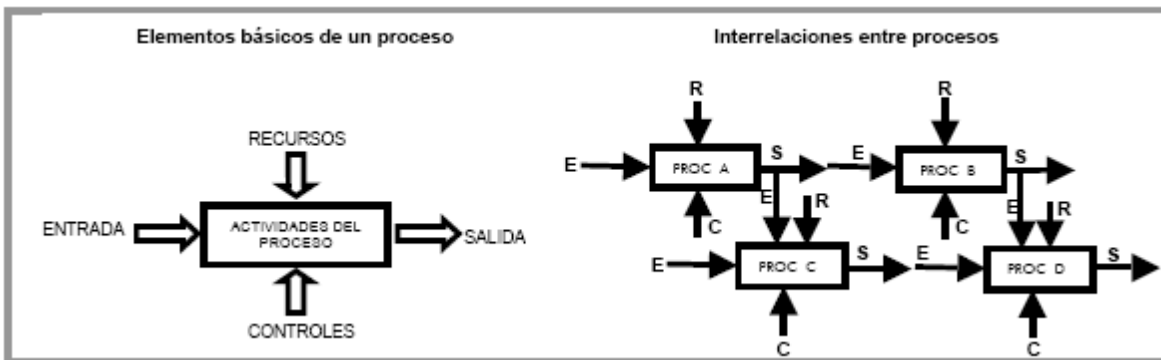 Elementos básicos de un proceso
RECURSOS
ENTRADA
ACTIVIDADES DEL
PROCESO
SALIDA
CONTROLES
Interrelaciones entre procesos
R
R
E
PROC A
S
E
PROC B
S
E
R
E
R
C
C
E
PROC C
S
E
PROC D
S
C
C